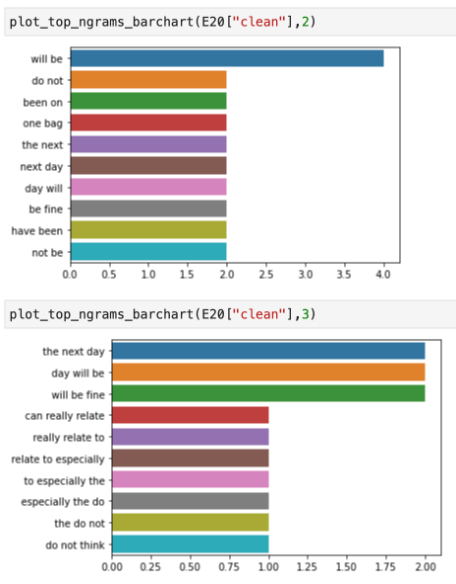 plot_top_ngrams_barchart(E20["clean"],2)
will be
do not
been on
one bag
the next
next day
day will
be fine
have been
not be
0.0 0.5 1.0 1.5 2.0 2.5 3.0 3.5 4.0
plot_top_ngrams_barchart(E20["clean"],3)
the next day
day will be
will be fine
can really relate
really relate to
relate to especially
to especially the
especially the do
the do not
do not think
0.00 0.25 0.50 0.75 1.00 1.25 1.50 1.75 2.00